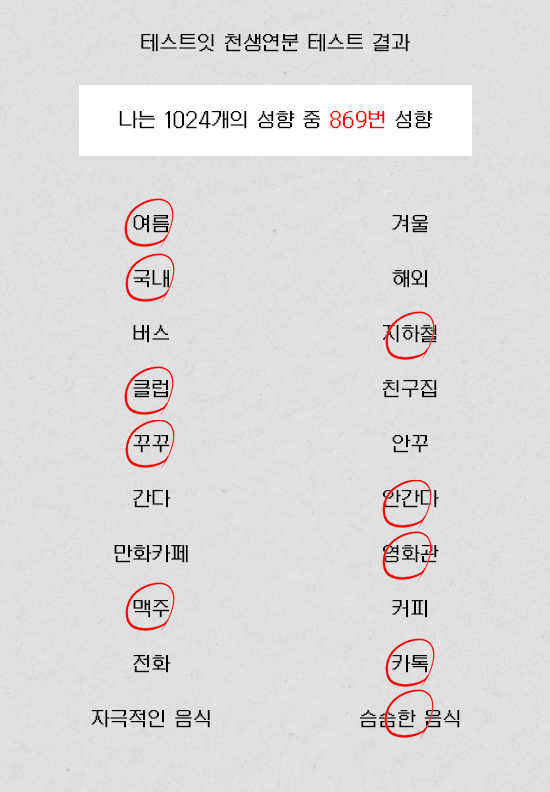 테스트잇 천생연분 테스트 결과
나는 1024개의 성향 중 869번 성향
여름 겨울
국내 해외
버스 지하철
클럽 친구집
꾸꾸 안꾸
간다 안간다
만화카페 영화관
맥주 커피
전화 카톡
자극적인 음식 슴슴한 음식